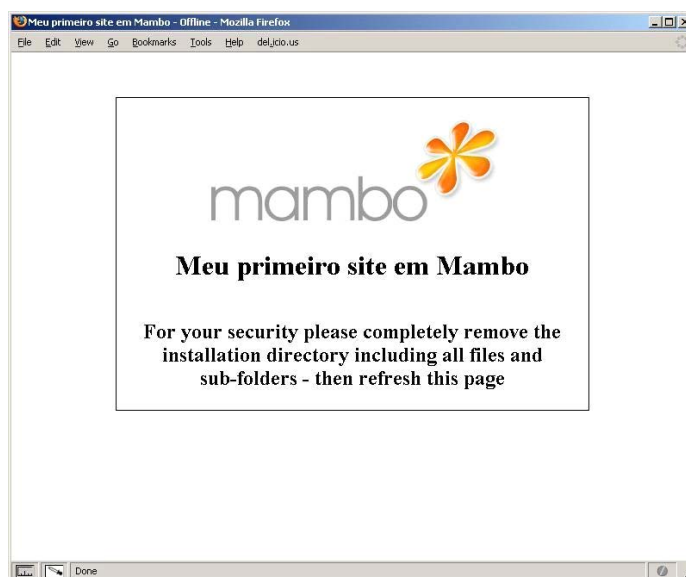 Meu primeiro site em Mambo - Offline - Mozilla Firefox
File Edit View Go Bookmarks Tools Help del.icio.us
mambo
Meu primeiro site em Mambo
For your security please completely remove the
installation directory including all files and
sub-folders - then refresh this page
Done